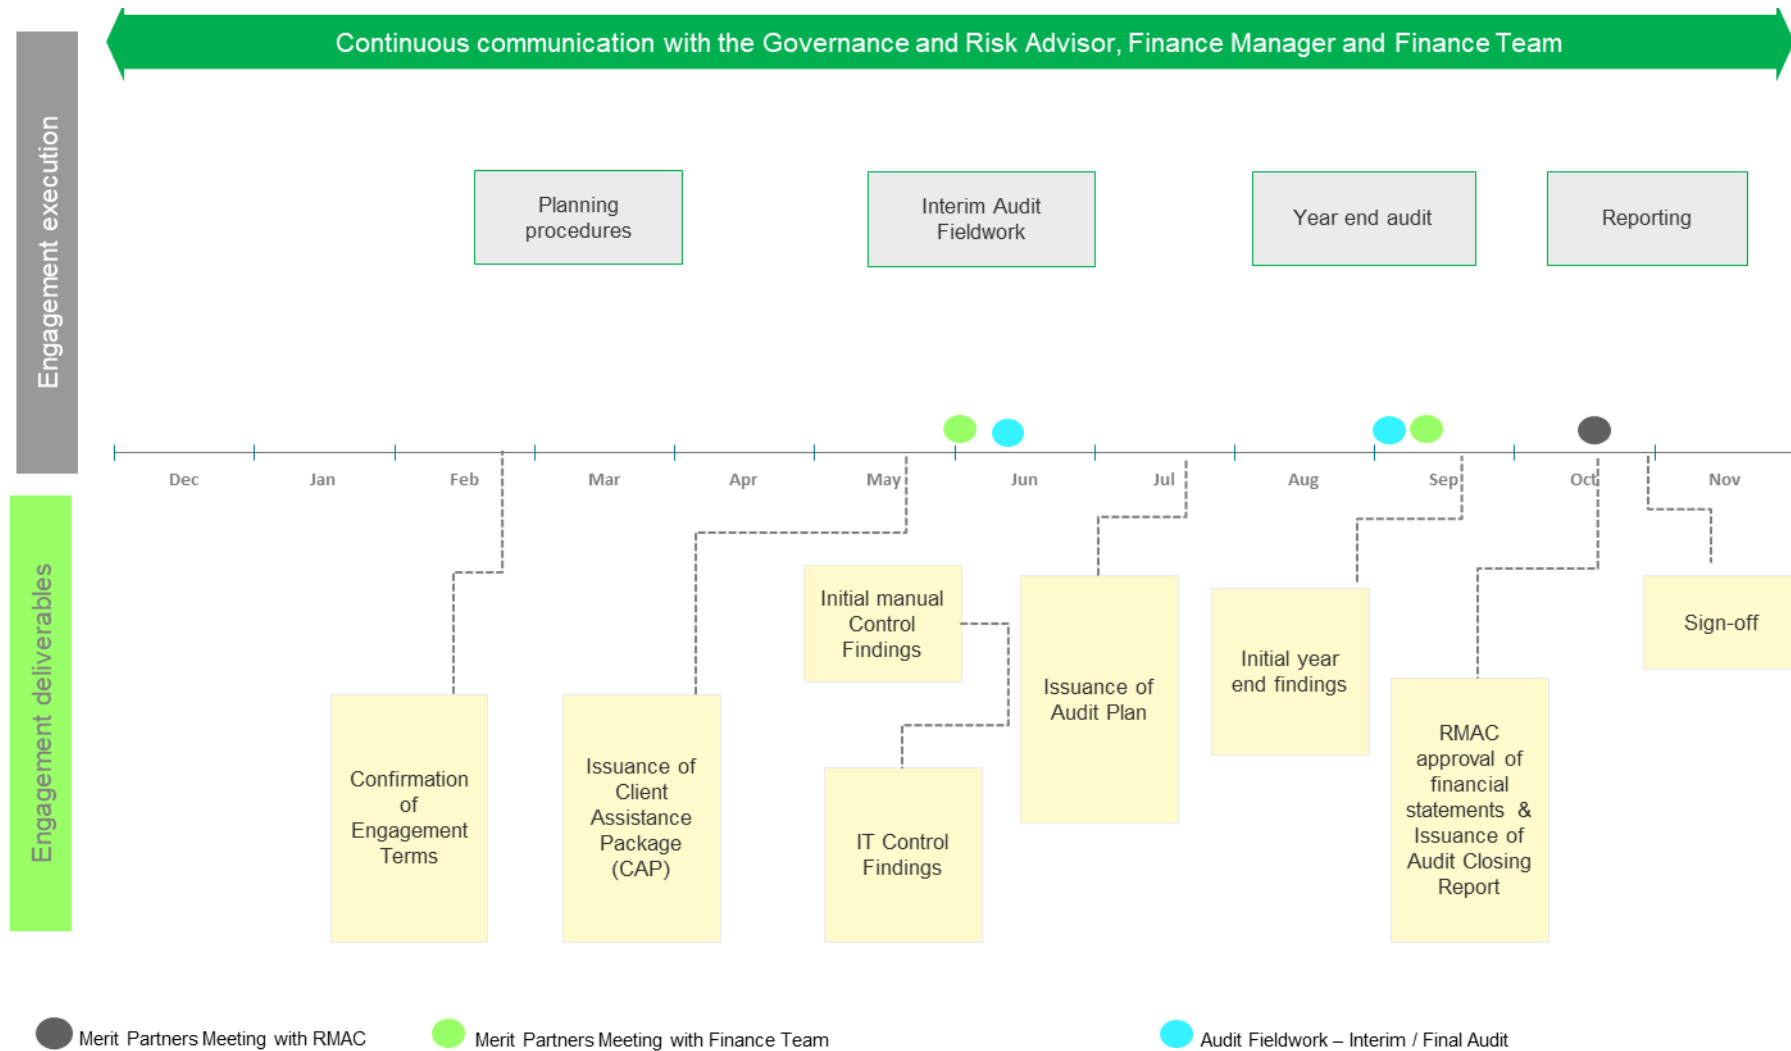 Continuous communication with the Governance and Risk Advisor, Finance Manager and Finance Team
Engagement execution
Planning
procedures
Interim Audit
Fieldwork
Year end audit
Reporting
Dec
Jan
Feb
Mar
Apr
May
Jun
Jul
Aug
Sep
Oct
Nov
Engagement deliverables
Confirmation
of
Engagement
Terms
Issuance of
Client
Assistance
Package
(CAP)
Initial manual
Control
Findings
IT Control
Findings
Issuance of
Audit Plan
Initial year
end findings
RMAC
approval of
financial
statements &
Issuance of
Audit Closing
Report
Sign-off
Merit Partners Meeting with RMAC
Merit Partners Meeting with Finance Team
Audit Fieldwork – Interim / Final Audit